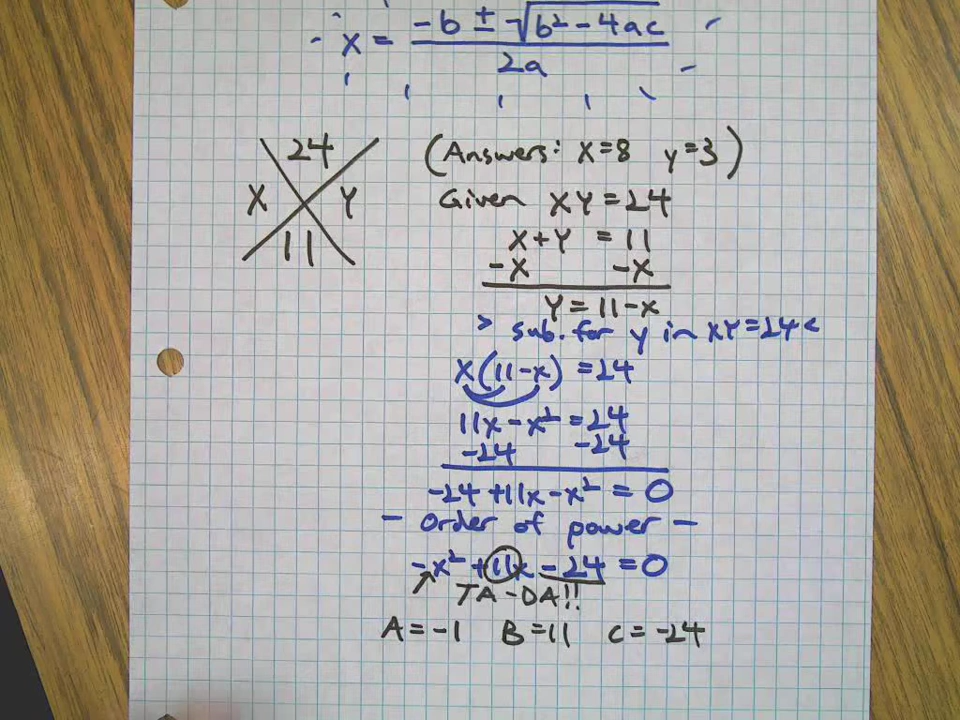 x = -b ± √b² - 4ac
2a
24
X Y
11
(Answers: X=8 y=3)
Given XY=24
X+Y = 11
-X -X
Y = 11-x
> sub. for y in XY=24 <
X(11-x) = 24
11x - x² = 24
-24 -24
-24 +11x - x² = 0
- Order of power -
-x² + 11x - 24 = 0
TA-DA!!
A = -1 B = 11 C = -24